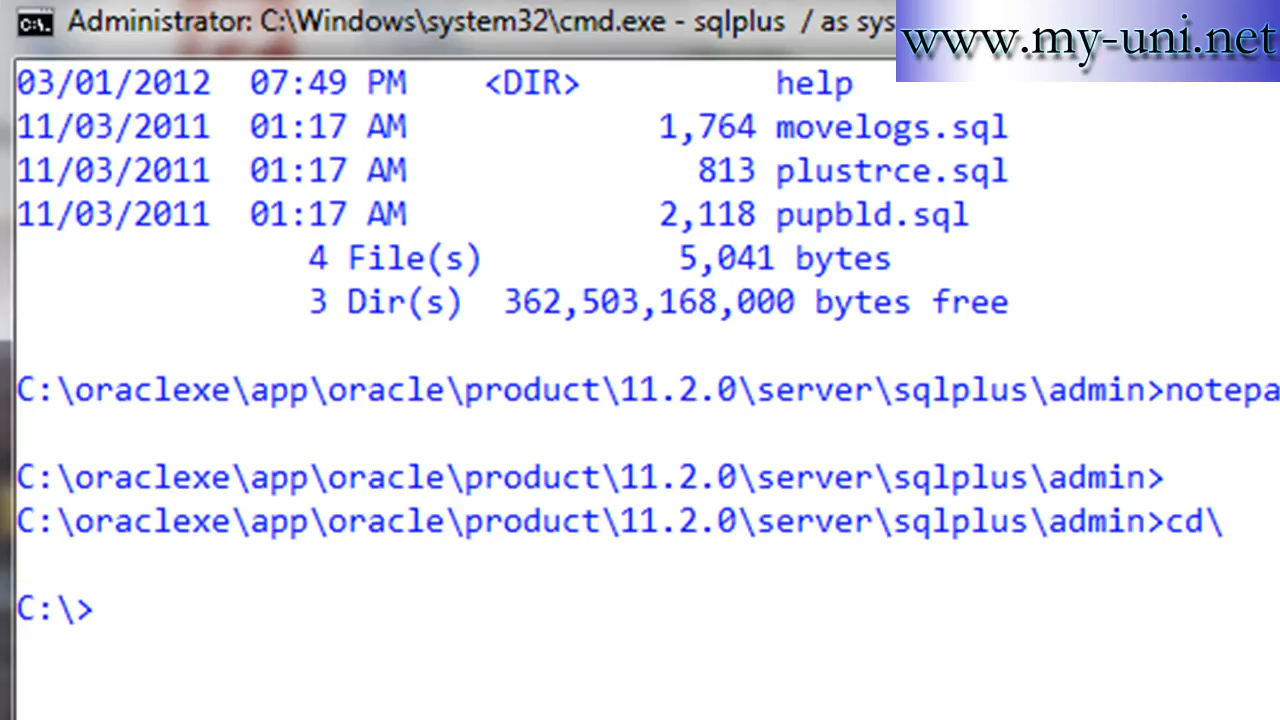 Administrator: C:\Windows\system32\cmd.exe - sqlplus / as sys
www.my-uni.net
03/01/2012 07:49 PM <DIR> help
11/03/2011 01:17 AM 1,764 movelogs.sql
11/03/2011 01:17 AM 813 plustrce.sql
11/03/2011 01:17 AM 2,118 pupbld.sql
4 File(s) 5,041 bytes
3 Dir(s) 362,503,168,000 bytes free
C:\oraclexe\app\oracle\product\11.2.0\server\sqlplus\admin>notepa
C:\oraclexe\app\oracle\product\11.2.0\server\sqlplus\admin>
C:\oraclexe\app\oracle\product\11.2.0\server\sqlplus\admin>cd\
C:\>